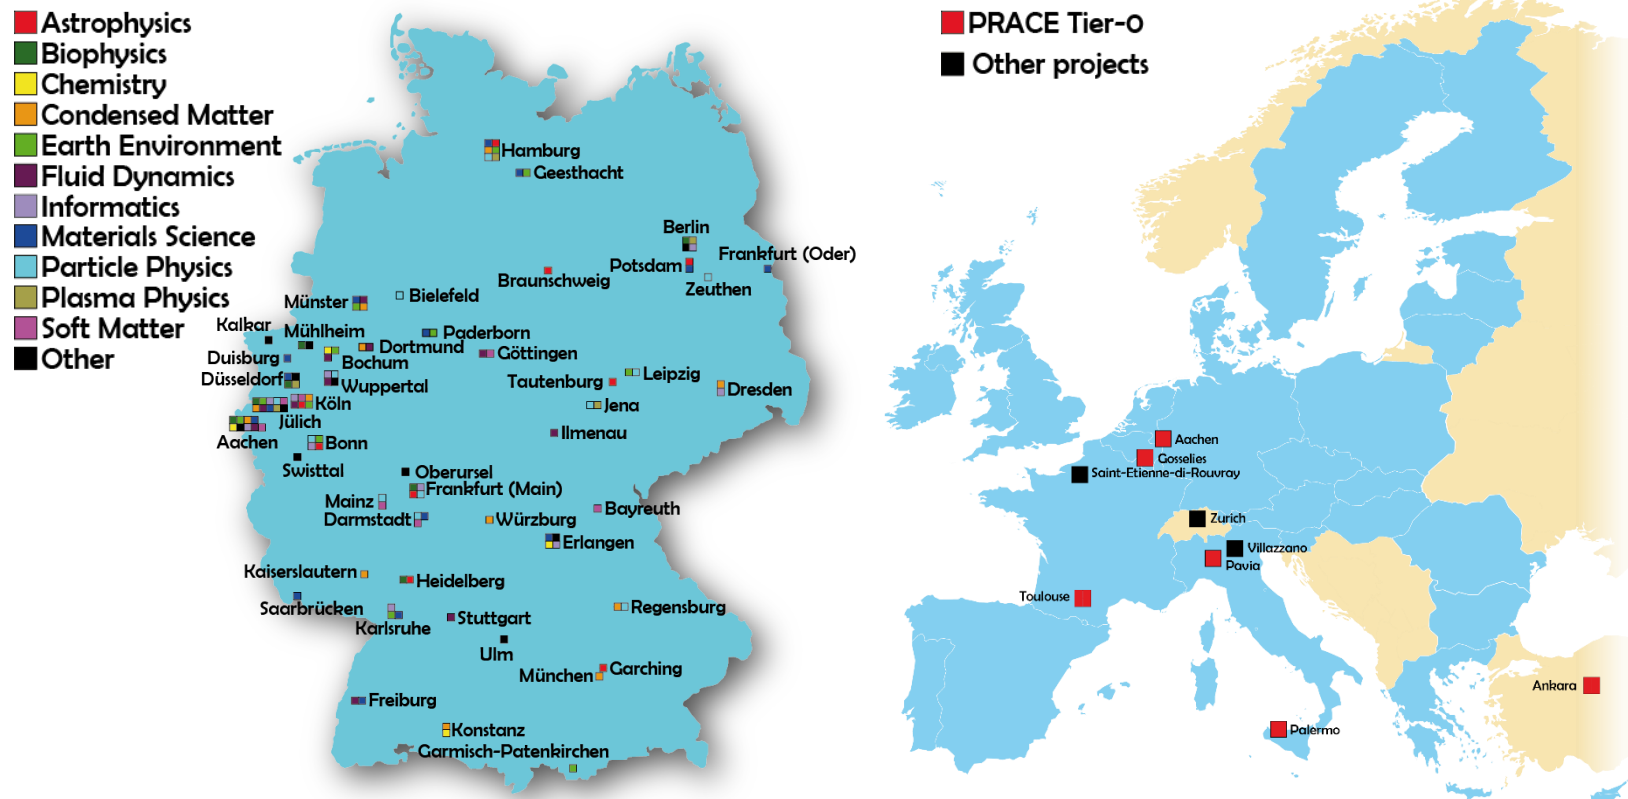 Astrophysics
Biophysics
Chemistry
Condensed Matter
Earth Environment
Fluid Dynamics
Informatics
Materials Science
Particle Physics
Plasma Physics
Soft Matter
Other
Hamburg
Geesthacht
Berlin
Frankfurt (Oder)
Potsdam
Braunschweig
Zeuthen
Bielefeld
Münster
Kalkar
Mühlheim
Paderborn
Dortmund
Göttingen
Duisburg
Bochum
Düsseldorf
Wuppertal
Tautenburg
Leipzig
Dresden
Köln
Jena
Jülich
Aachen
Bonn
Ilmenau
Swisttal
Oberursel
Frankfurt (Main)
Mainz
Darmstadt
Würzburg
Bayreuth
Erlangen
Kaiserslautern
Heidelberg
Saarbrücken
Karlsruhe
Stuttgart
Regensburg
Ulm
München
Garching
Freiburg
Konstanz
Garmisch-Patenkirchen
PRACE Tier-0
Other projects
Aachen
Gosselies
Saint-Etienne-di-Rouvray
Zurich
Villazzano
Pavia
Toulouse
Ankara
Palermo